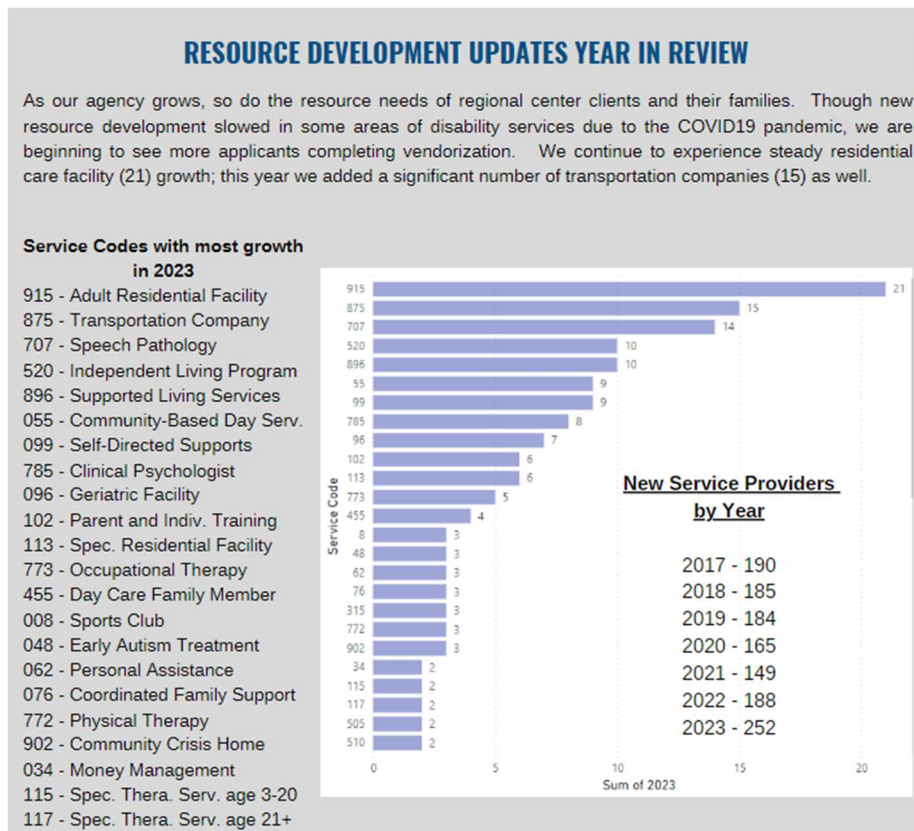 RESOURCE DEVELOPMENT UPDATES YEAR IN REVIEW
As our agency grows, so do the resource needs of regional center clients and their families. Though new
resource development slowed in some areas of disability services due to the COVID19 pandemic, we are
beginning to see more applicants completing vendorization. We continue to experience steady residential
care facility (21) growth; this year we added a significant number of transportation companies (15) as well.
Service Codes with most growth
in 2023
915 - Adult Residential Facility
875 - Transportation Company
707 - Speech Pathology
520 - Independent Living Program
896 - Supported Living Services
055 - Community-Based Day Serv.
099 - Self-Directed Supports
785 - Clinical Psychologist
096 - Geriatric Facility
102 - Parent and Indiv. Training
113 - Spec. Residential Facility
773 - Occupational Therapy
455 - Day Care Family Member
008 - Sports Club
048 - Early Autism Treatment
062 - Personal Assistance
076 - Coordinated Family Support
772 - Physical Therapy
902 - Community Crisis Home
034 - Money Management
115 - Spec. Thera. Serv. age 3-20
117 - Spec. Thera. Serv. age 21+
Service Code
915 21
875 15
707 14
520 10
896 10
55 9
99 9
785 8
96 7
102 6
113 6
773 5
455 4
8 3
48 3
62 3
76 3
315 3
772 3
902 3
34 2
115 2
117 2
505 2
510 2
0 5 10 15 20
Sum of 2023
New Service Providers
by Year
2017 - 190
2018 - 185
2019 - 184
2020 - 165
2021 - 149
2022 - 188
2023 - 252